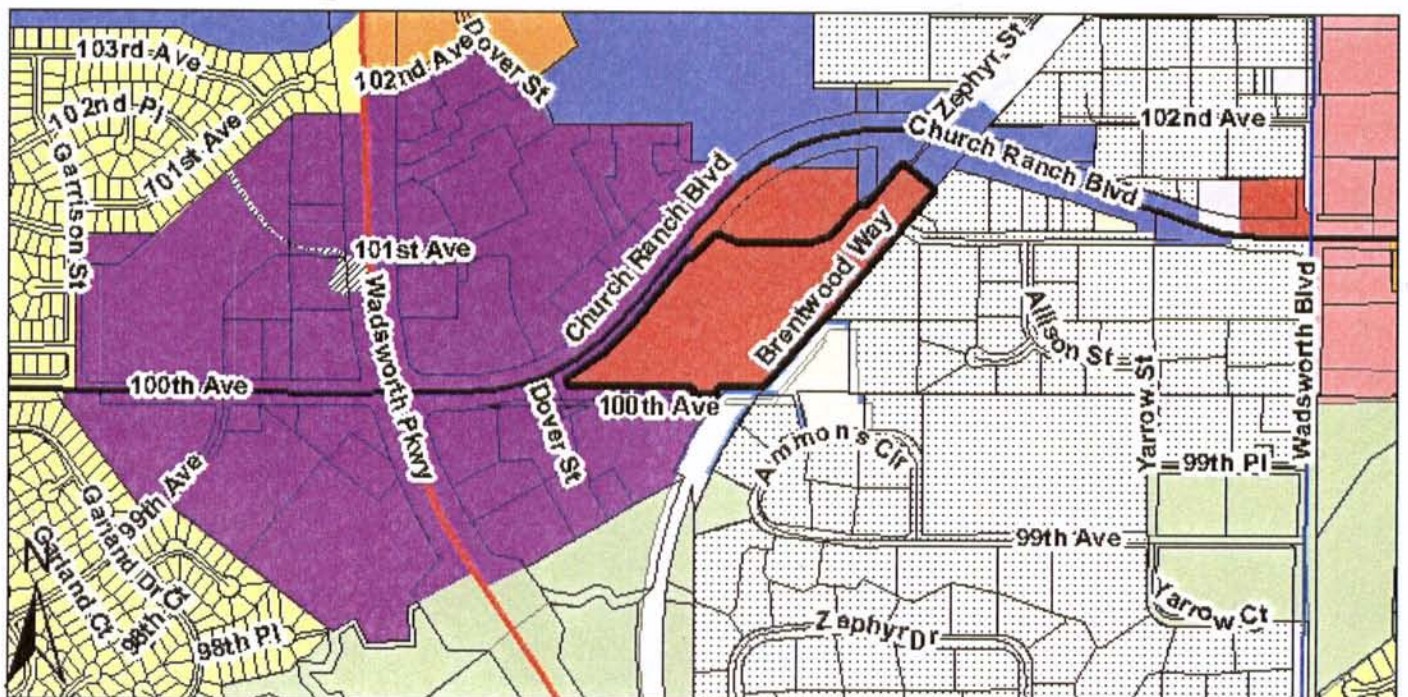 103rd Ave
102nd Ave
Dover St
Zephyr St
102nd Pl
101st Ave
Garrison St
Church Ranch Blvd
102nd Ave
Church Ranch Blvd
101st Ave
Wadsworth Pkwy
Brentwood Way
Allison St
Yarrow St
Wadsworth Blvd
100th Ave
Dover St
100th Ave
Ammons Cir
99th Pl
99th Ave
Garland Dr
Garland Ct
98th Ct
98th Pl
N
99th Ave
Yarrow Ct
Zephyr Dr